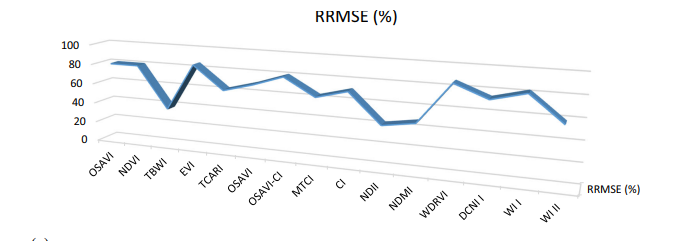 RRMSE (%)
100
80
60
40
20
0
OSAVI
NDVI
TBWI
EVI
TCARI
OSAVI
OSAVI-CI
MTCI
CI
NDII
NDMI
WDRVI
DCNI I
WI I
WI II
RRMSE (%)